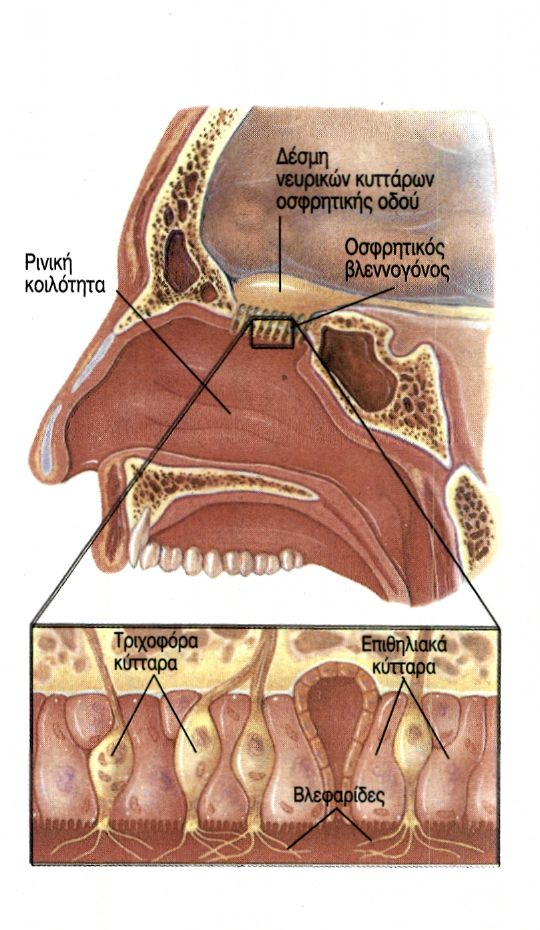 Δέσμη
νευρικών κυττάρων
οσφρητικής οδού
Οσφρητικός
βλεννογόνος
Ρινική
κοιλότητα
Τριχοφόρα
κύτταρα
Επιθηλιακά
κύτταρα
Βλεφαρίδες